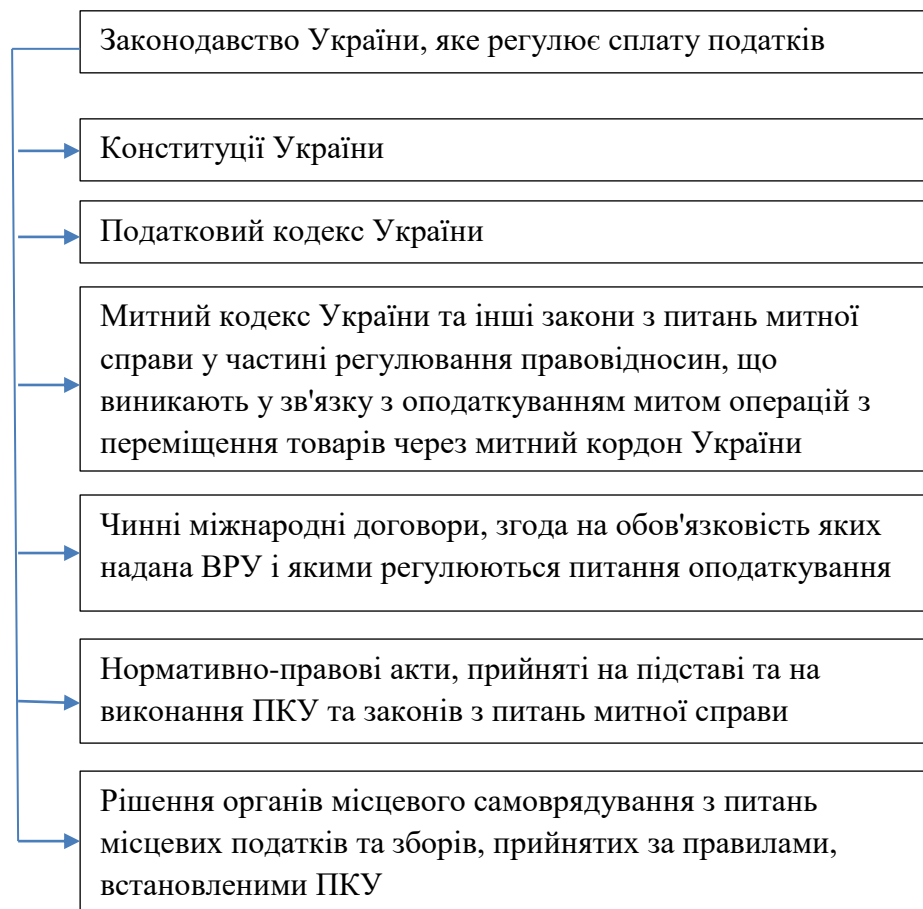 Законодавство України, яке регулює сплату податків
Конституції України
Податковий кодекс України
Митний кодекс України та інші закони з питань митної
справи у частині регулювання правовідносин, що
виникають у зв'язку з оподаткуванням митом операцій з
переміщення товарів через митний кордон України
Чинні міжнародні договори, згода на обов'язковість яких
надана ВРУ і якими регулюються питання оподаткування
Нормативно-правові акти, прийняті на підставі та на
виконання ПКУ та законів з питань митної справи
Рішення органів місцевого самоврядування з питань
місцевих податків та зборів, прийнятих за правилами,
встановленими ПКУ